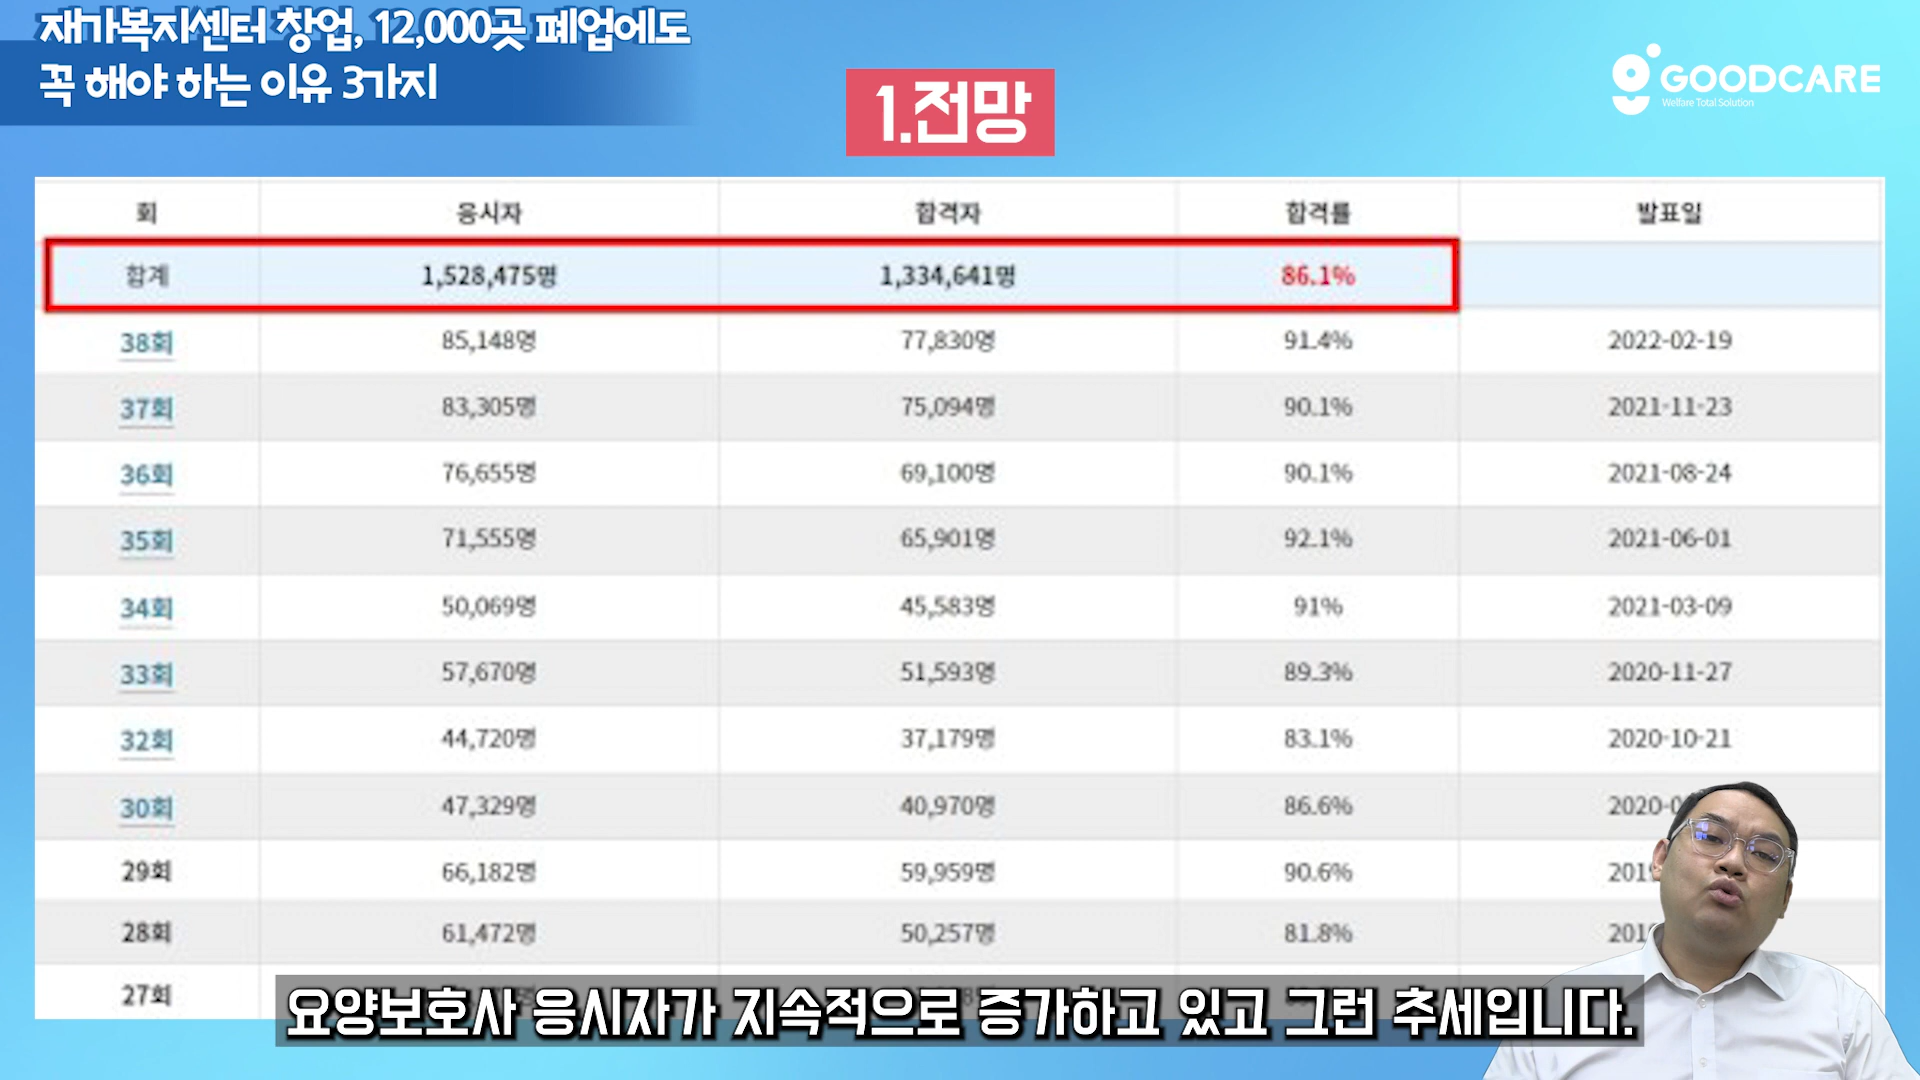 재가복지센터 창업, 12,000곳 폐업에도
꼭 해야 하는 이유 3가지
1.전망
GOODCARE
Welfare Total Solution
회 응시자 합격자 합격률 발표일
합계 1,528,475명 1,334,641명 86.1%
38회 85,148명 77,830명 91.4% 2022-02-19
37회 83,305명 75,094명 90.1% 2021-11-23
36회 76,655명 69,100명 90.1% 2021-08-24
35회 71,555명 65,901명 92.1% 2021-06-01
34회 50,069명 45,583명 91% 2021-03-09
33회 57,670명 51,593명 89.3% 2020-11-27
32회 44,720명 37,179명 83.1% 2020-10-21
30회 47,329명 40,970명 86.6%
29회 66,182명 59,959명 90.6%
28회 61,472명 50,257명 81.8%
27회
요양보호사 응시자가 지속적으로 증가하고 있고 그런 추세입니다.